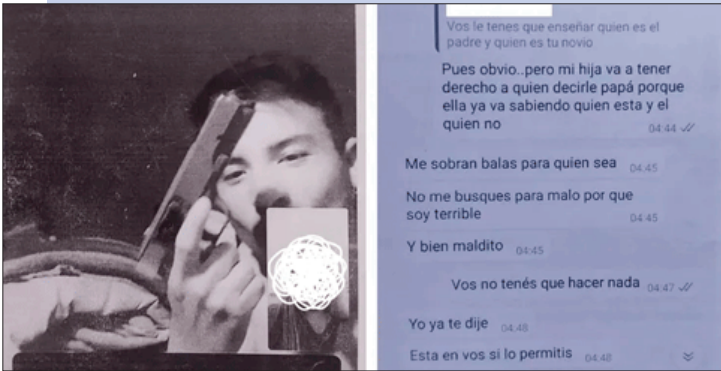 Vos le tenes que enseñar quien es el
padre y quien es tu novio
Pues obvio..pero mi hija va a tener
derecho a quien decirle papá porque
ella ya va sabiendo quien esta y el
quien no
04:44
Me sobran balas para quien sea 04:45
No me busques para malo por que
soy terrible
04:45
Y bien maldito 04:45
Vos no tenés que hacer nada 04:47
Yo ya te dije 04:48
Esta en vos si lo permitis 04:48